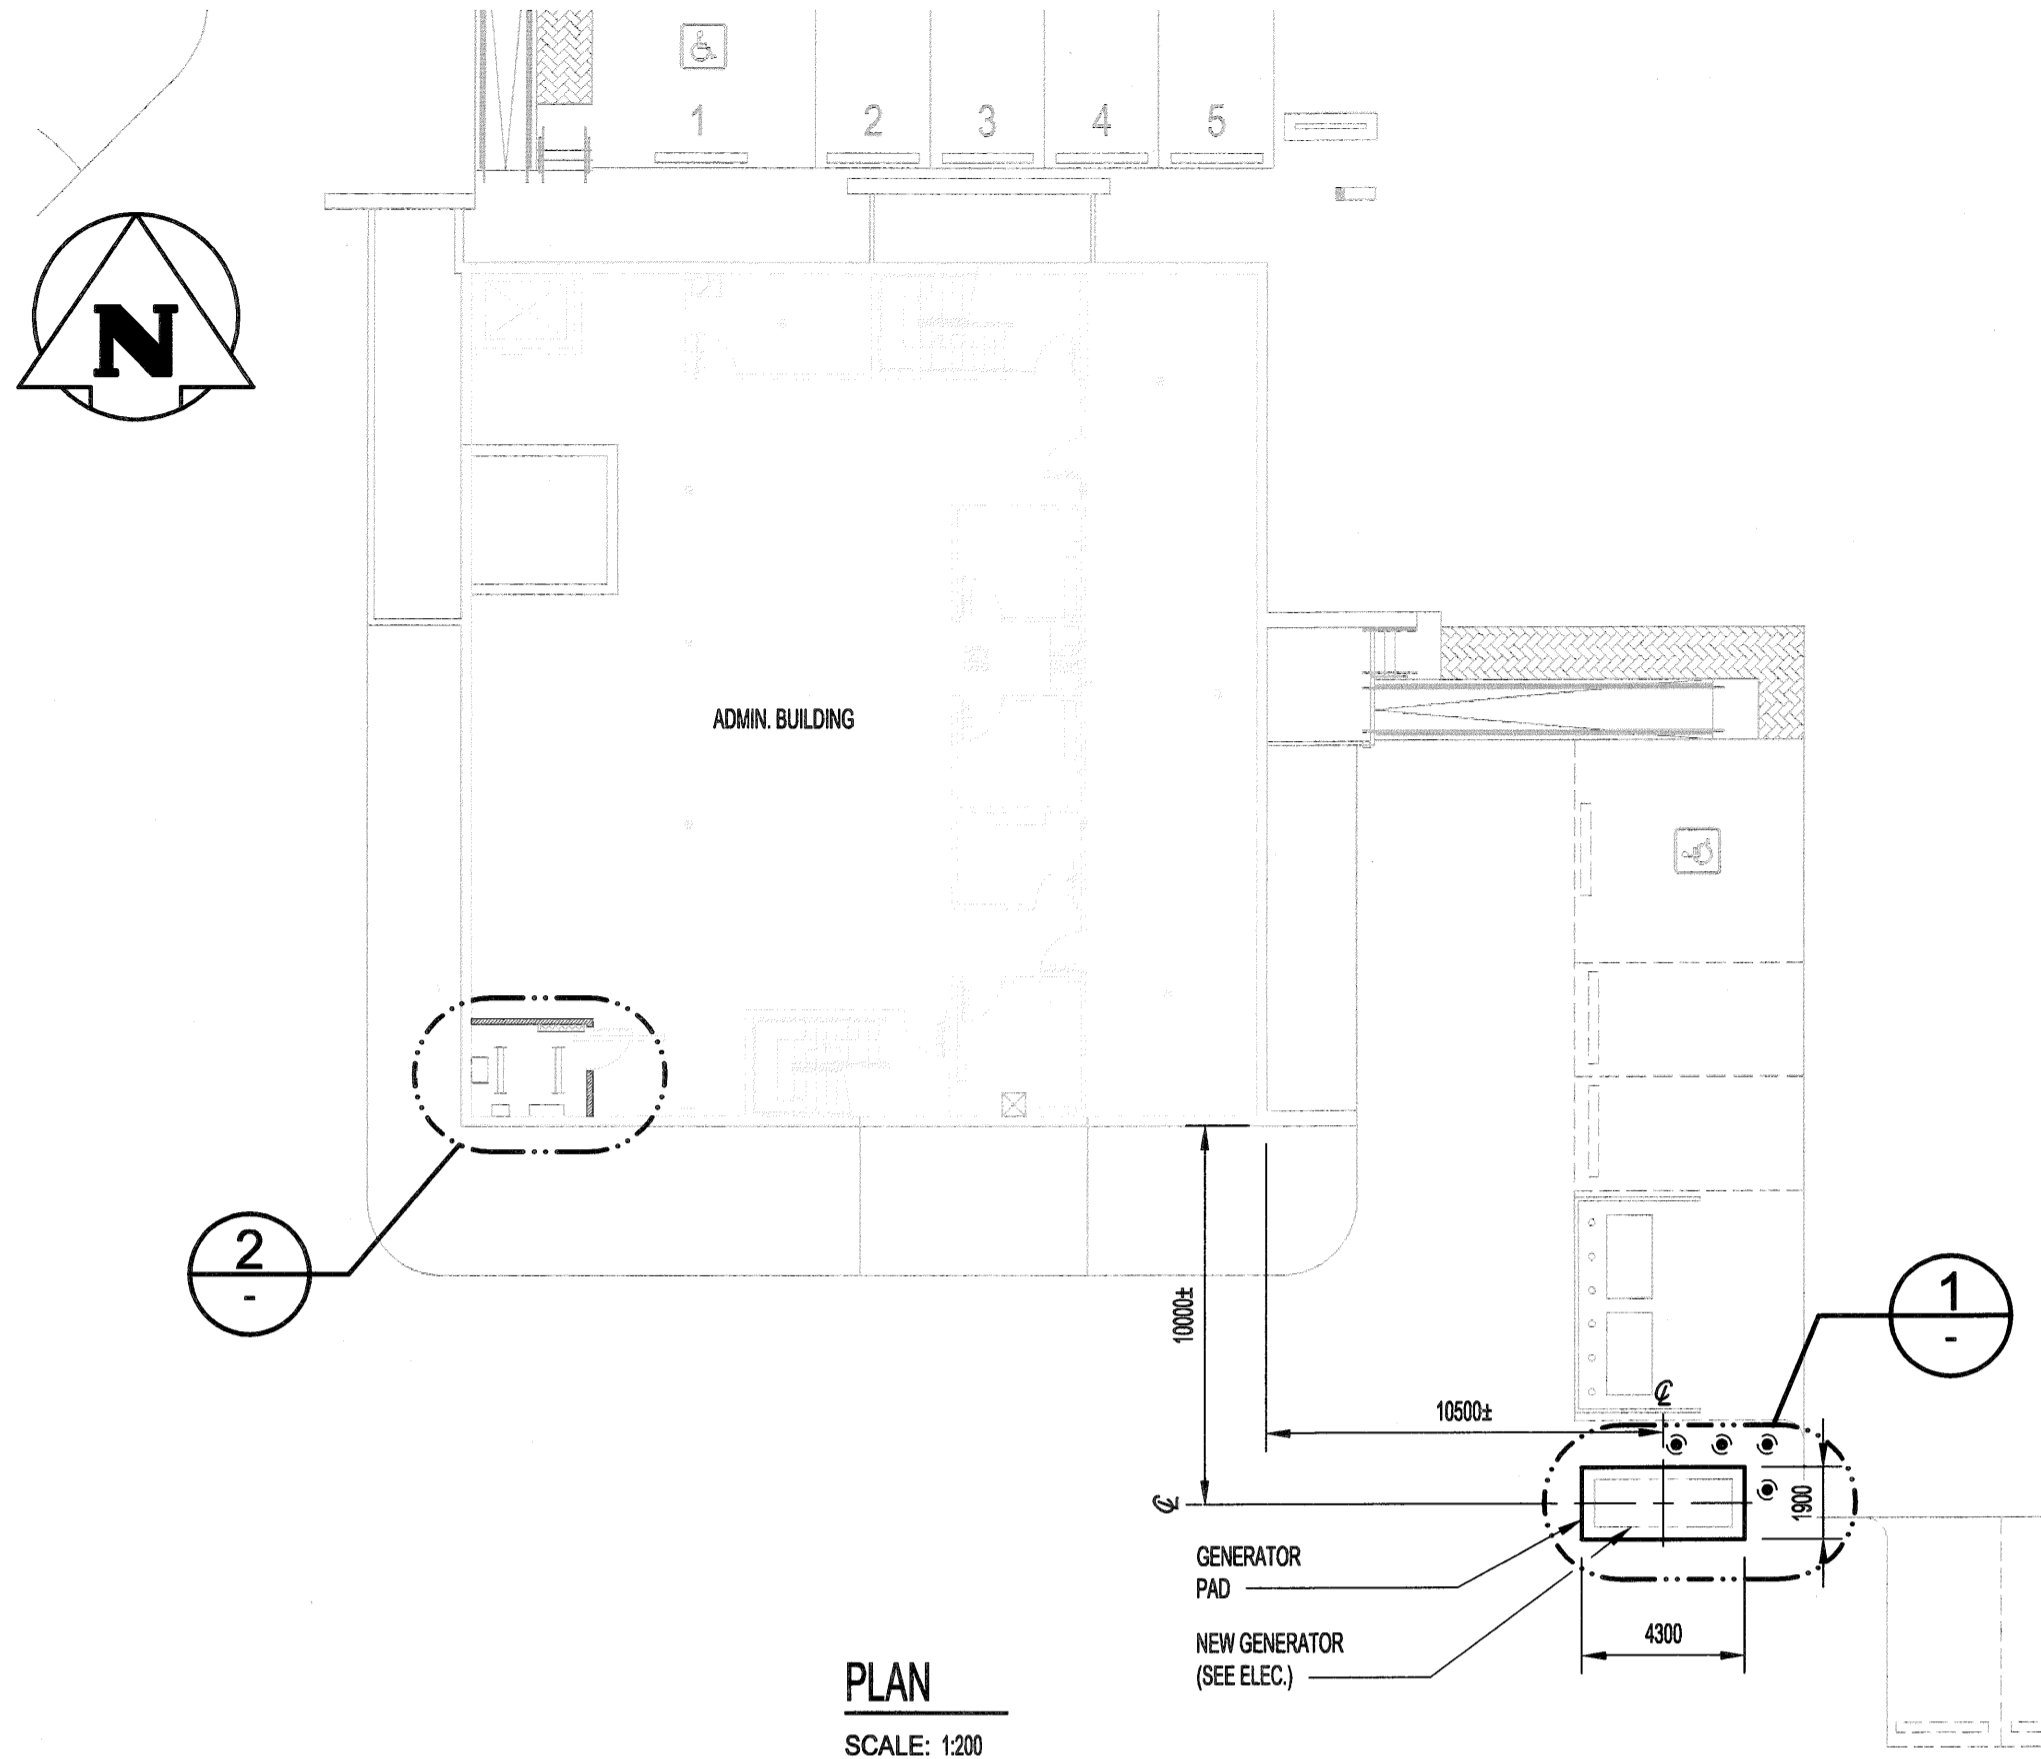 1
2
3
4
5
N
ADMIN. BUILDING
2
-
10000±
1
-
℄
10500±
℄
1900
GENERATOR
PAD
NEW GENERATOR
(SEE ELEC.)
4300
PLAN
SCALE: 1:200